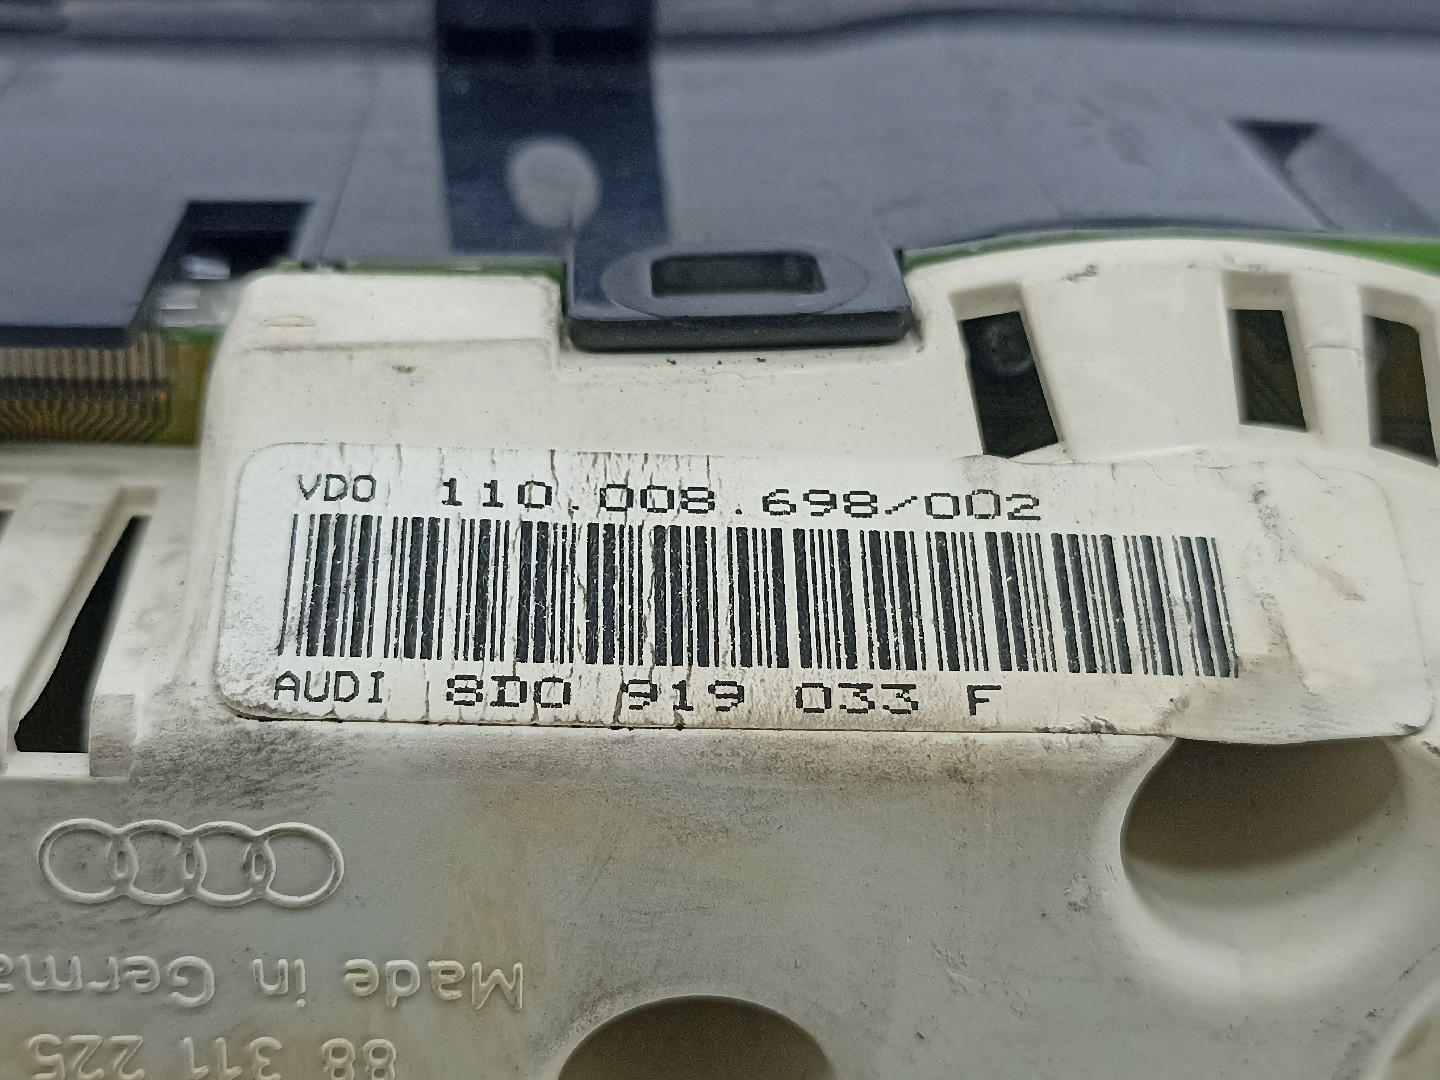 VDO 110.008.698/002
AUDI 8D0 919 033 F
Made in Germa
88 311 225